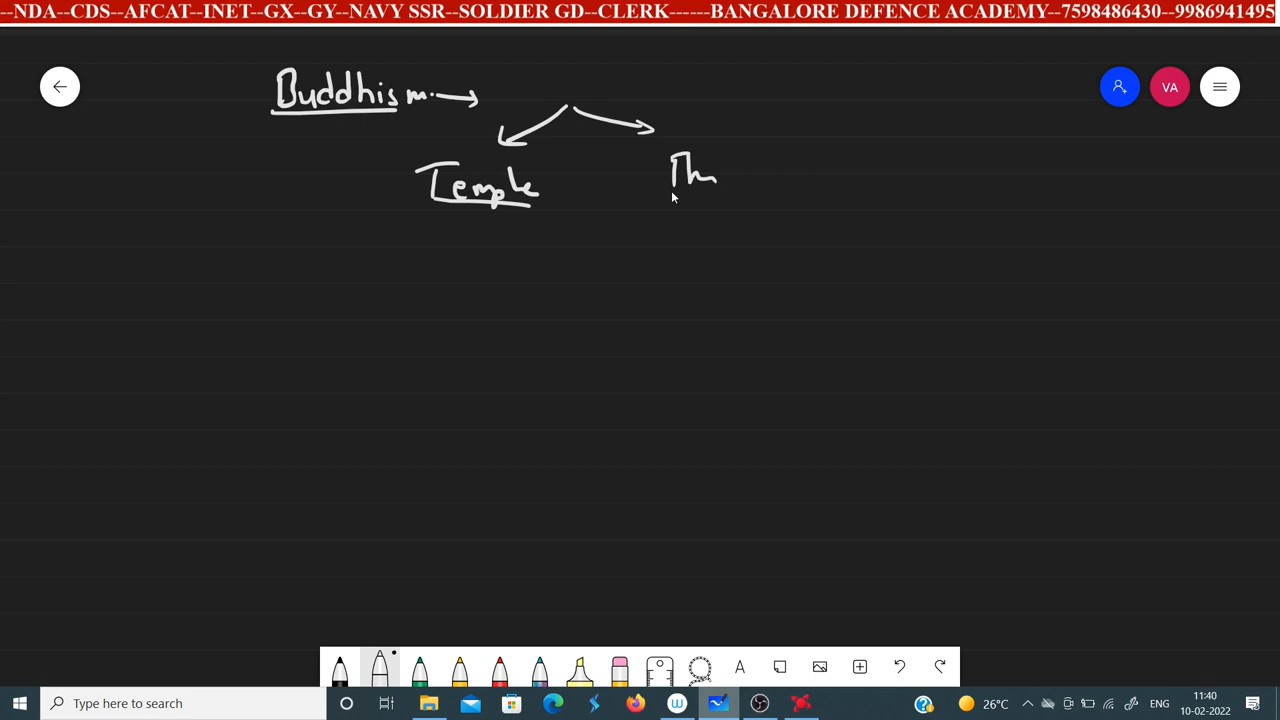 --NDA--CDS--AFCAT--INET--GX--GY--NAVY SSR--SOLDIER GD--CLERK------BANGALORE DEFENCE ACADEMY--7598486430--9986941495
VA
Buddhism.
Temple
Th
A
Type here to search
W
26°C
ENG
11:40
10-02-2022